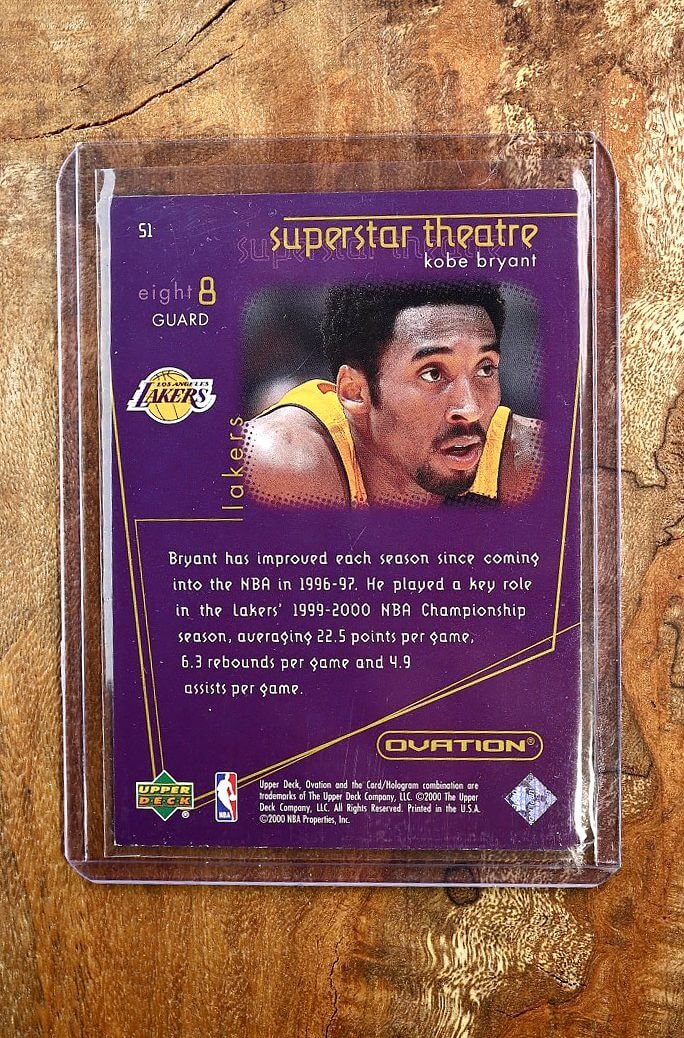 S1
superstar theatre
superstar theatre
kobe bryant
eight 8
GUARD
LOS ANGELES
LAKERS
lakers
Bryant has improved each season since coming
into the NBA in 1996-97. He played a key role
in the Lakers' 1999-2000 NBA Championship
season, averaging 22.5 points per game,
6.3 rebounds per game and 4.9
assists per game.
OVATION®
UPPER
DECK
®
NBA
Upper Deck, Ovation and the Card/Hologram combination are
trademarks of The Upper Deck Company, LLC. ©2000 The Upper
Deck Company, LLC. All Rights Reserved. Printed in the U.S.A.
©2000 NBA Properties, Inc.